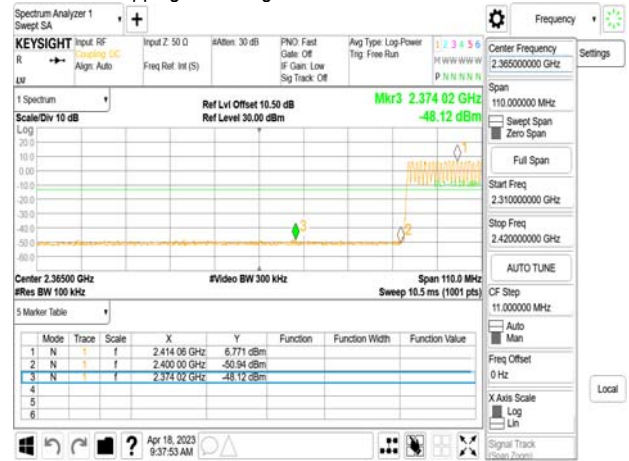 Spectrum Analyzer 1
Swept SA
+
Frequency
KEYSIGHT
Input: RF
Coupling: DC
Align: Auto
Input Z: 50 Ω
Freq Ref: Int (S)
#Atten: 30 dB
PNO: Fast
Gate: Off
IF Gain: Low
Sig Track: Off
Avg Type: Log-Power
Trig: Free Run
1 2 3 4 5 6
M W W W W W
P N N N N N
R
LU
1 Spectrum
Scale/Div 10 dB
Ref Lvl Offset 10.50 dB
Ref Level 30.00 dBm
Mkr3 2.374 02 GHz
-48.12 dBm
Log
20.0
10.0
0.00
-10.0
-20.0
-30.0
-40.0
-50.0
-60.0
1
2
3
Center 2.36500 GHz
#Res BW 100 kHz
#Video BW 300 kHz
Span 110.0 MHz
Sweep 10.5 ms (1001 pts)
5 Marker Table
Mode Trace Scale X Y Function Function Width Function Value
1 N 1 f 2.414 06 GHz 6.771 dBm
2 N 1 f 2.400 00 GHz -50.94 dBm
3 N 1 f 2.374 02 GHz -48.12 dBm
4
5
6
?
Apr 18, 2023
9:37:53 AM
Center Frequency
2.365000000 GHz
Settings
Span
110.000000 MHz
Swept Span
Zero Span
Full Span
Start Freq
2.310000000 GHz
Stop Freq
2.420000000 GHz
AUTO TUNE
CF Step
11.000000 MHz
Auto
Man
Freq Offset
0 Hz
X Axis Scale
Log
Lin
Local
Signal Track
(Span Zoom)